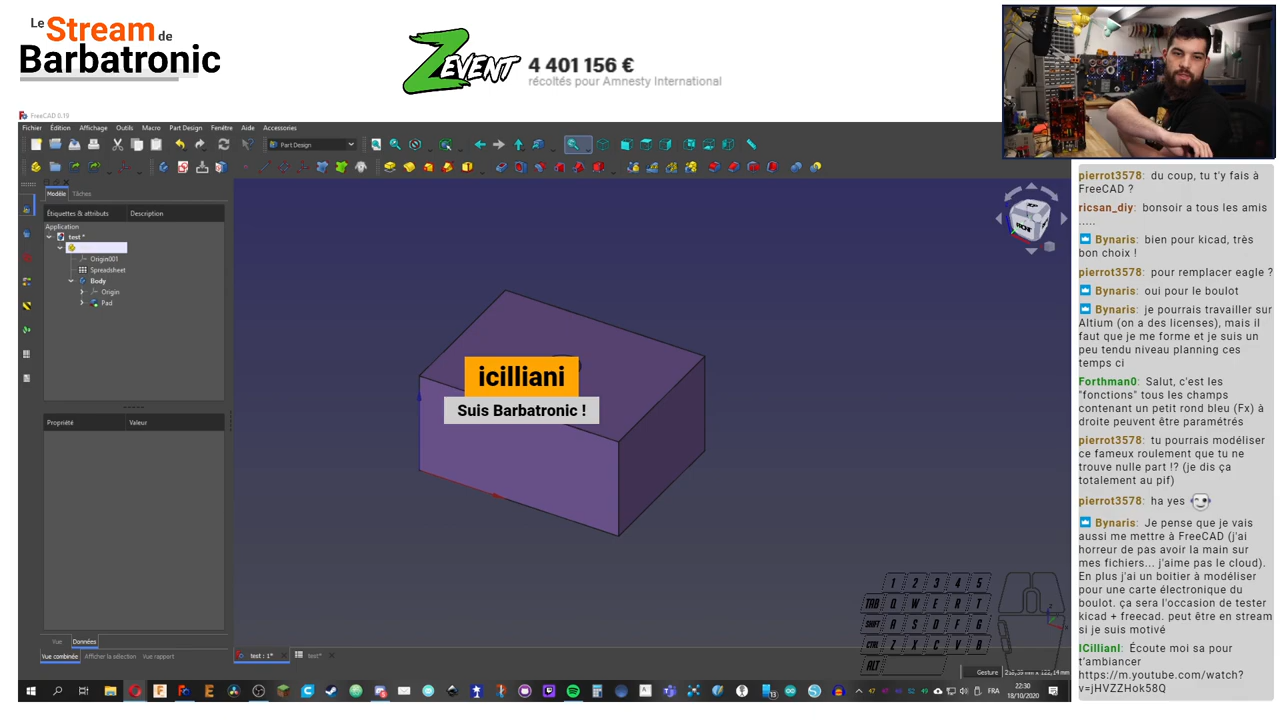 Le Stream de
Barbatronic
ZEVENT
4 401 156 €
récoltés pour Amnesty International
FreeCAD 0.19
Fichier Édition Affichage Outils Macro Part Design Fenêtre Aide Accessories
Part Design
Modèle Tâches
Étiquettes & attributs Description
Application
test *
Origin001
Spreadsheet
Body
Origin
Pad
Propriété Valeur
Vue Données
Vue combinée Afficher la sélection Vue rapport
icilliani
Suis Barbatronic !
FRONT
test : 1*
test*
1 2 3 4 5
TAB Q W E R T
SHIFT A S D F G
CTRL Z X C V B
ALT
Gesture
22:30
18/10/2020
FRA
pierrot3578: du coup, tu t'y fais à
FreeCAD ?
ricsan_diy: bonsoir a tous les amis
.....
Bynaris: bien pour kicad, très
bon choix !
pierrot3578: pour remplacer eagle ?
Bynaris: oui pour le boulot
Bynaris: je pourrais travailler sur
Altium (on a des licenses), mais il
faut que je me forme et je suis un
peu tendu niveau planning ces
temps ci
Forthman0: Salut, c'est les
"fonctions" tous les champs
contenant un petit rond bleu (Fx) à
droite peuvent être paramétrés
pierrot3578: tu pourrais modéliser
ce fameux roulement que tu ne
trouve nulle part !? (je dis ça
totalement au pif)
pierrot3578: ha yes
Bynaris: Je pense que je vais
aussi me mettre à FreeCAD (j'ai
horreur de pas avoir la main sur
mes fichiers... j'aime pas le cloud).
En plus j'ai un boitier à modéliser
pour une carte électronique du
boulot. ça sera l'occasion de tester
kicad + freecad. peut être en stream
si je suis motivé
ICillianI: Écoute moi sa pour
t'ambiancer
https://m.youtube.com/watch?
v=jHVZZHok58Q